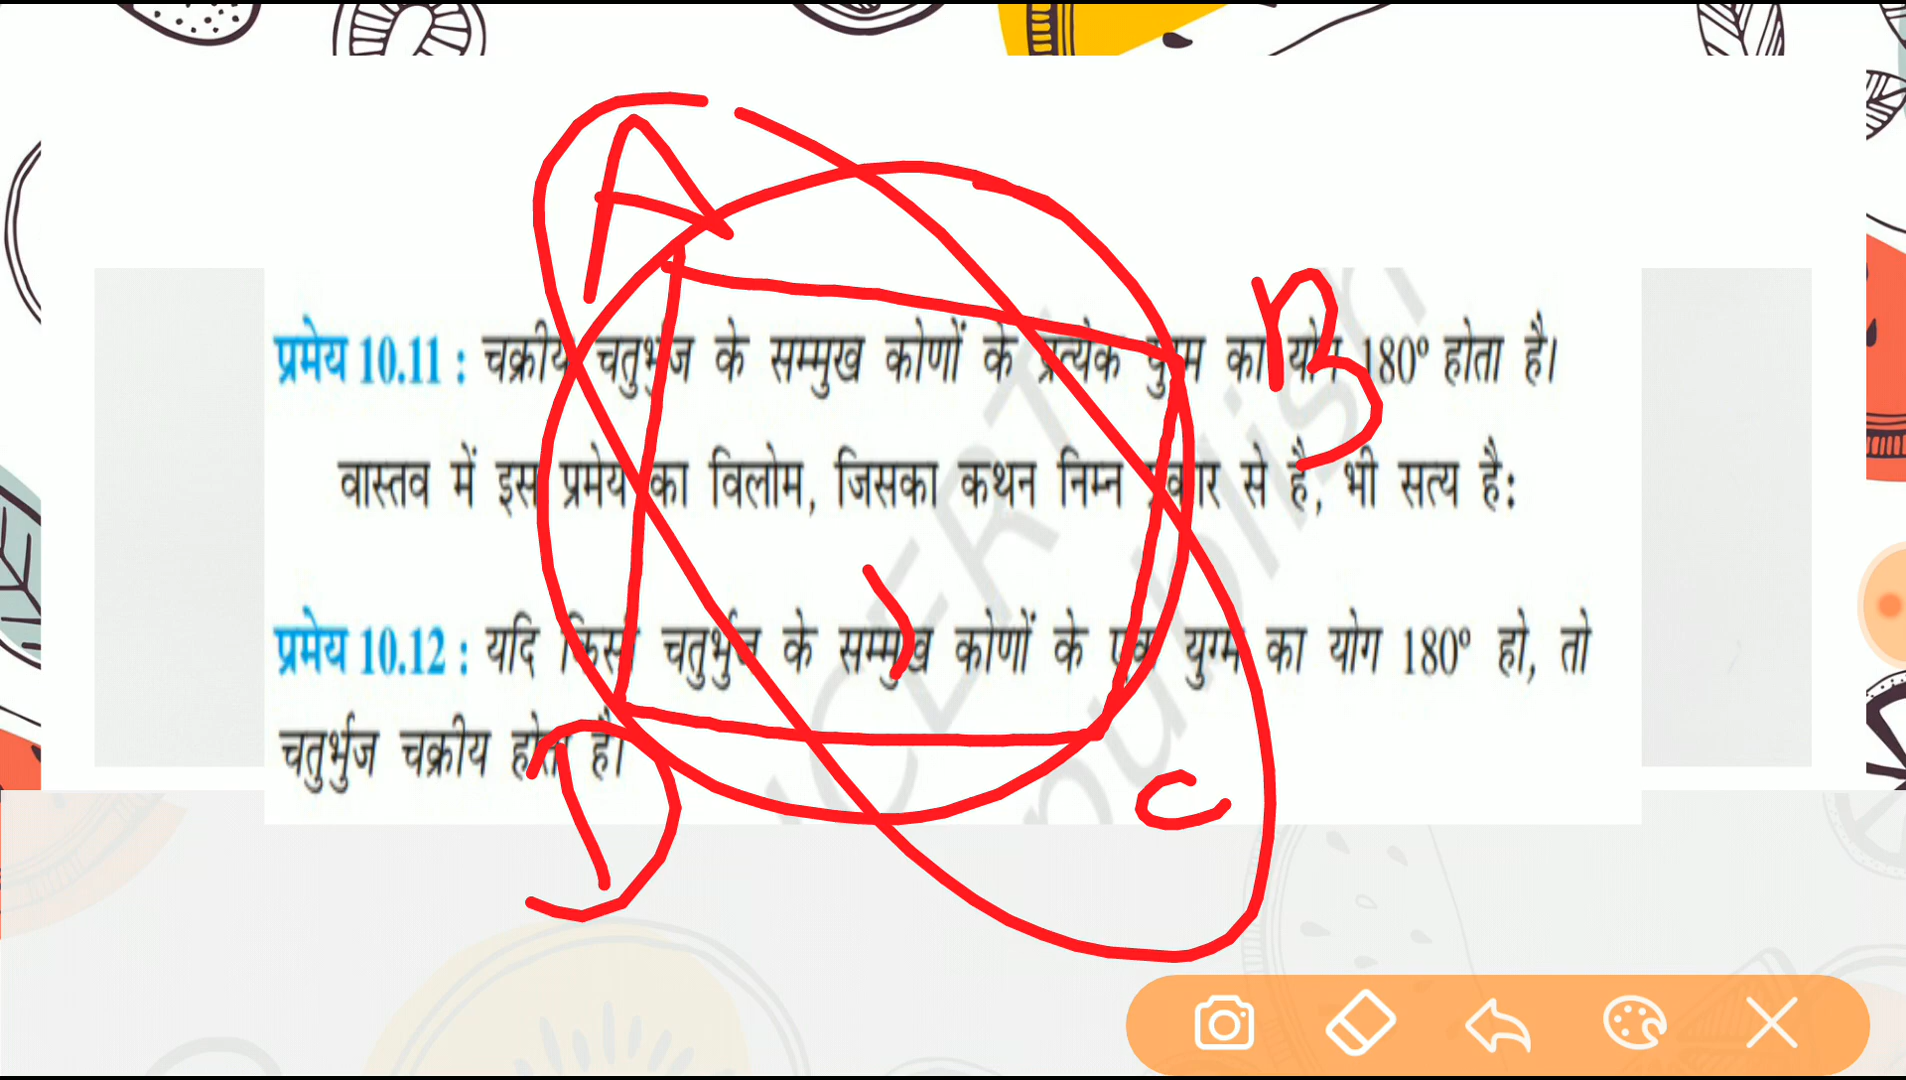 A
B
प्रमेय 10.11 : चक्रीय चतुर्भुज के सम्मुख कोणों के प्रत्येक युग्म का योग 180° होता है।
वास्तव में इस प्रमेय का विलोम, जिसका कथन निम्न प्रकार से है, भी सत्य है:
प्रमेय 10.12 : यदि किसी चतुर्भुज के सम्मुख कोणों के एक युग्म का योग 180° हो, तो
चतुर्भुज चक्रीय होता है।
D
C